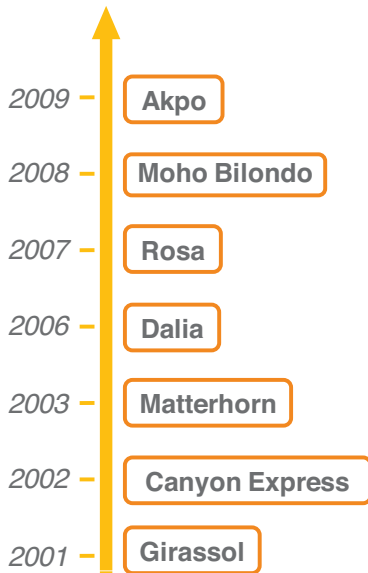 2009 Akpo
2008 Moho Bilondo
2007 Rosa
2006 Dalia
2003 Matterhorn
2002 Canyon Express
2001 Girassol